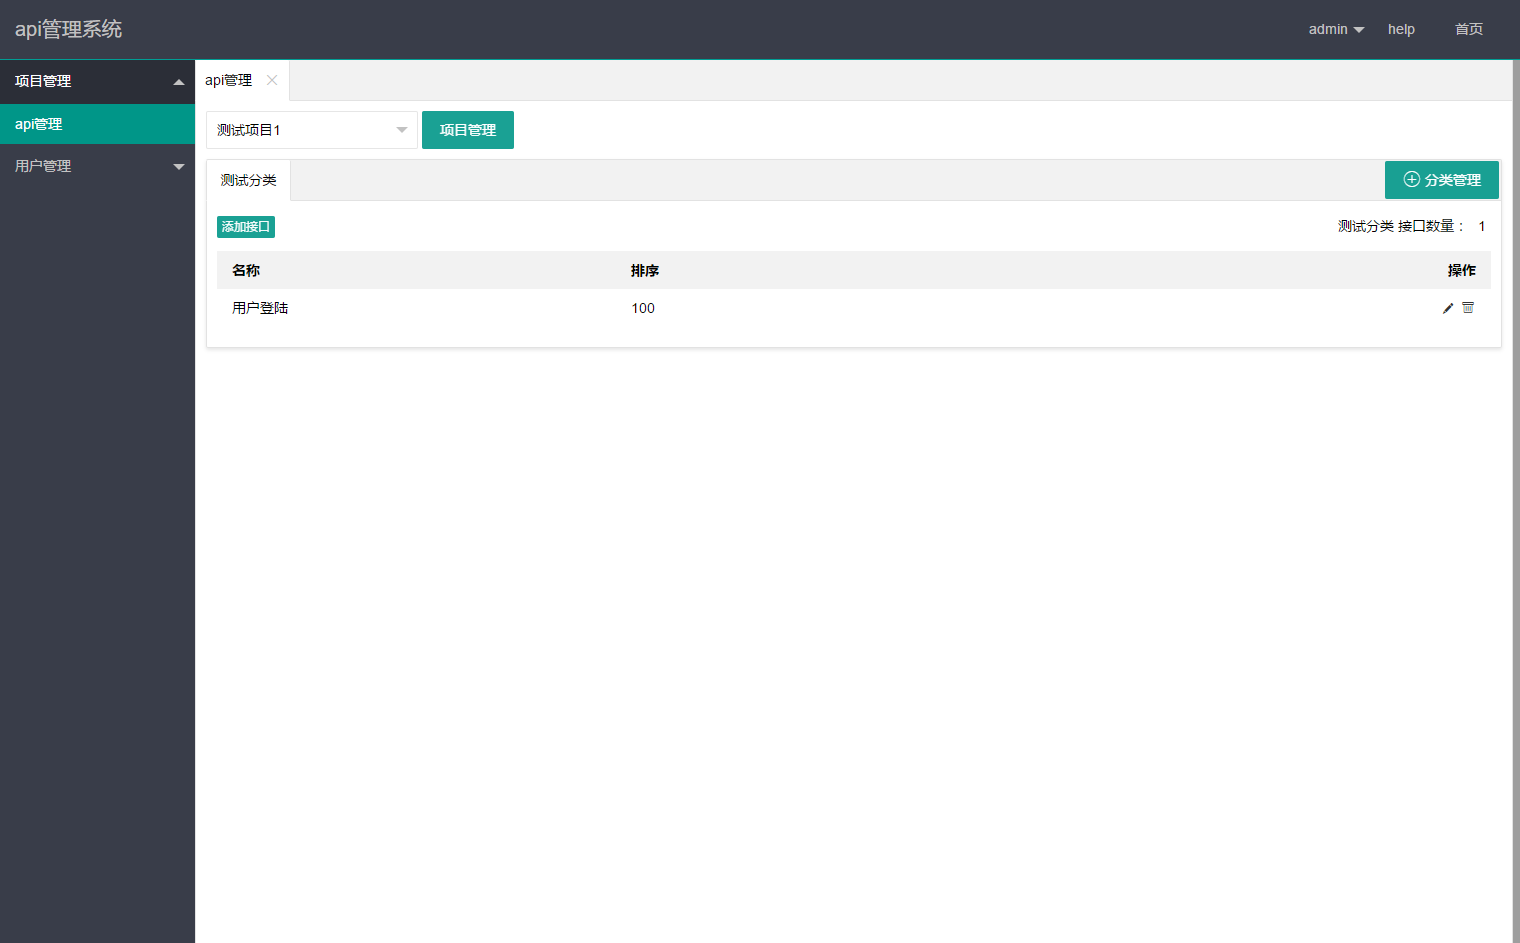 api管理系统
admin
help
首页
项目管理
api管理
用户管理
api管理
测试项目1
项目管理
测试分类
分类管理
添加接口
测试分类 接口数量： 1
名称 排序 操作
用户登陆 100